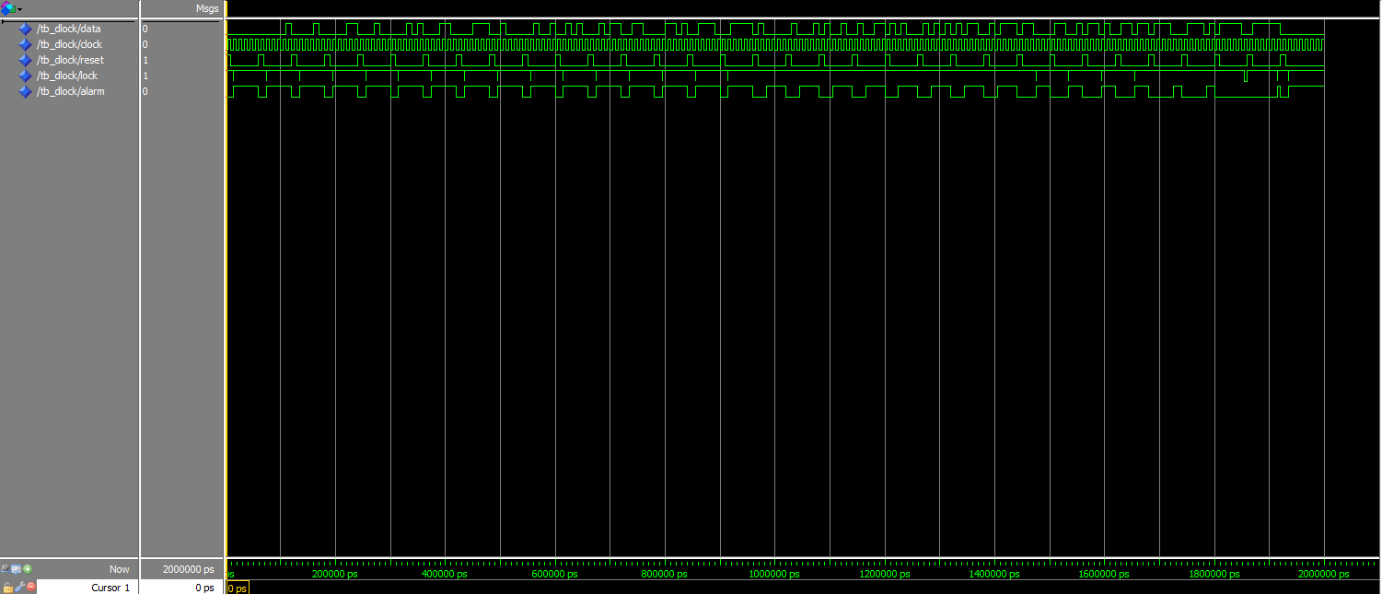 Msgs
/tb_dlock/data 0
/tb_dlock/clock 0
/tb_dlock/reset 1
/tb_dlock/lock 1
/tb_dlock/alarm 0
Now 2000000 ps
ps 200000 ps 400000 ps 600000 ps 800000 ps 1000000 ps 1200000 ps 1400000 ps 1600000 ps 1800000 ps 2000000 ps
Cursor 1 0 ps 0 ps